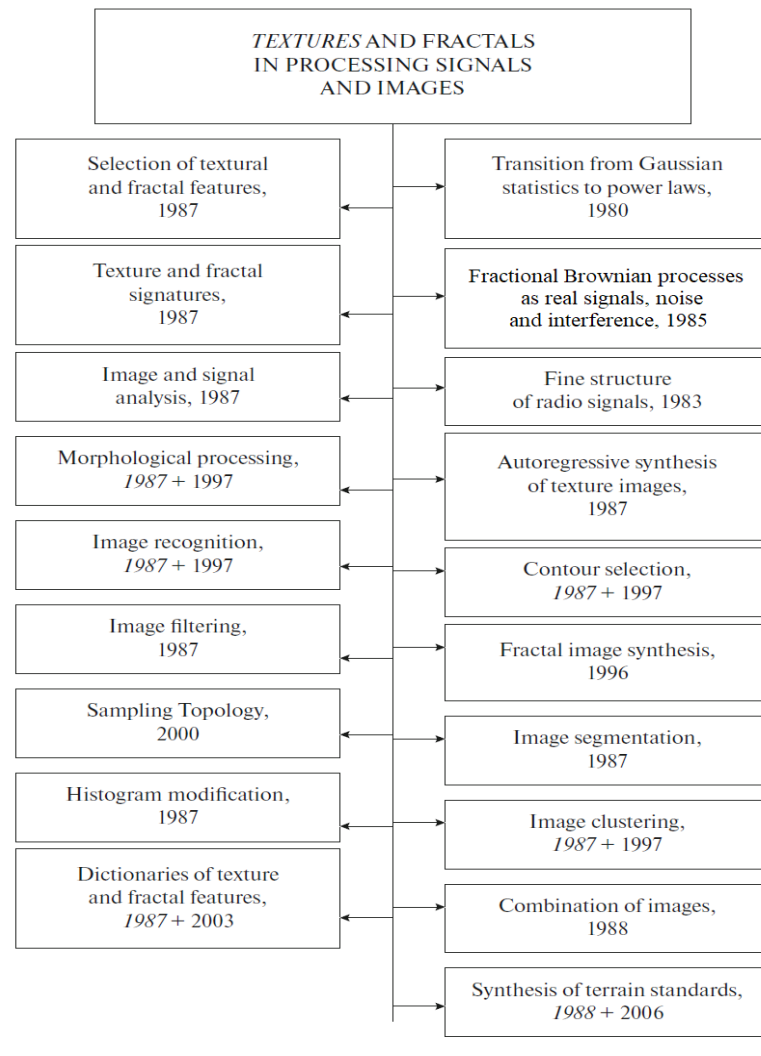 TEXTURES AND FRACTALS
IN PROCESSING SIGNALS
AND IMAGES
Selection of textural
and fractal features,
1987
Texture and fractal
signatures,
1987
Image and signal
analysis, 1987
Morphological processing,
1987 + 1997
Image recognition,
1987 + 1997
Image filtering,
1987
Sampling Topology,
2000
Histogram modification,
1987
Dictionaries of texture
and fractal features,
1987 + 2003
Transition from Gaussian
statistics to power laws,
1980
Fractional Brownian processes
as real signals, noise
and interference, 1985
Fine structure
of radio signals, 1983
Autoregressive synthesis
of texture images,
1987
Contour selection,
1987 + 1997
Fractal image synthesis,
1996
Image segmentation,
1987
Image clustering,
1987 + 1997
Combination of images,
1988
Synthesis of terrain standards,
1988 + 2006